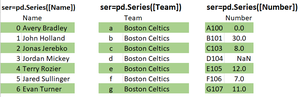 ser=pd.Series([Name]) ser=pd.Series([Team]) ser=pd.Series([Number])
Name Team Number
0 Avery Bradley a Boston Celtics A100 0.0
1 John Holland b Boston Celtics B101 30.0
2 Jonas Jerebko c Boston Celtics C103 8.0
3 Jordan Mickey d Boston Celtics D104 NaN
4 Terry Rozier e Boston Celtics E105 12.0
5 Jared Sullinger f Boston Celtics F106 7.0
6 Evan Turner g Boston Celtics G107 11.0